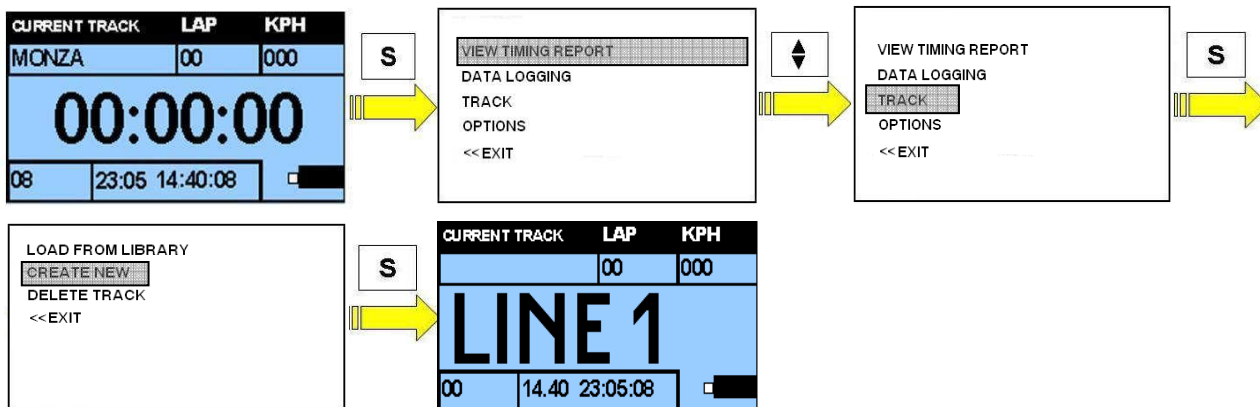 CURRENT TRACK LAP KPH
MONZA 00 000
00:00:00
08 23:05 14:40:08
S
VIEW TIMING REPORT
DATA LOGGING
TRACK
OPTIONS
<< EXIT
VIEW TIMING REPORT
DATA LOGGING
TRACK
OPTIONS
<< EXIT
S
LOAD FROM LIBRARY
CREATE NEW
DELETE TRACK
<< EXIT
S
CURRENT TRACK LAP KPH
00 000
LINE 1
00 14.40 23:05:08